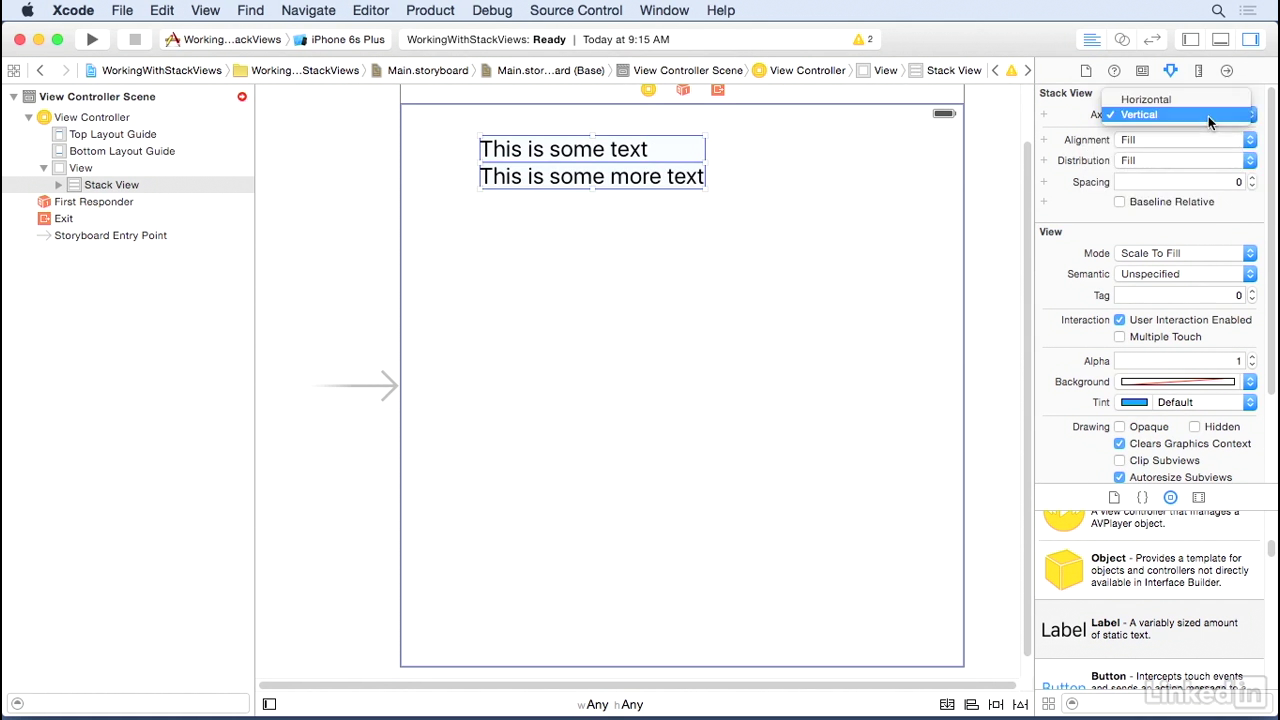 Xcode File Edit View Find Navigate Editor Product Debug Source Control Window Help
Working...ackViews iPhone 6s Plus WorkingWithStackViews: Ready Today at 9:15 AM 2
WorkingWithStackViews Working...StackViews Main.storyboard Main.stor...ard (Base) View Controller Scene View Controller View Stack View
View Controller Scene
View Controller
Top Layout Guide
Bottom Layout Guide
View
Stack View
First Responder
Exit
Storyboard Entry Point
This is some text
This is some more text
wAny hAny
Stack View
Horizontal
Vertical
Alignment Fill
Distribution Fill
Spacing 0
Baseline Relative
View
Mode Scale To Fill
Semantic Unspecified
Tag 0
Interaction User Interaction Enabled
Multiple Touch
Alpha 1
Background
Tint Default
Drawing Opaque Hidden
Clears Graphics Context
Clip Subviews
Autoresize Subviews
A view controller that manages a
AVPlayer object.
Object - Provides a template for
objects and controllers not directly
available in Interface Builder.
Label Label - A variably sized amount
of static text.
Button Button - Intercepts touch events
and sends an action message to a
LinkedIn